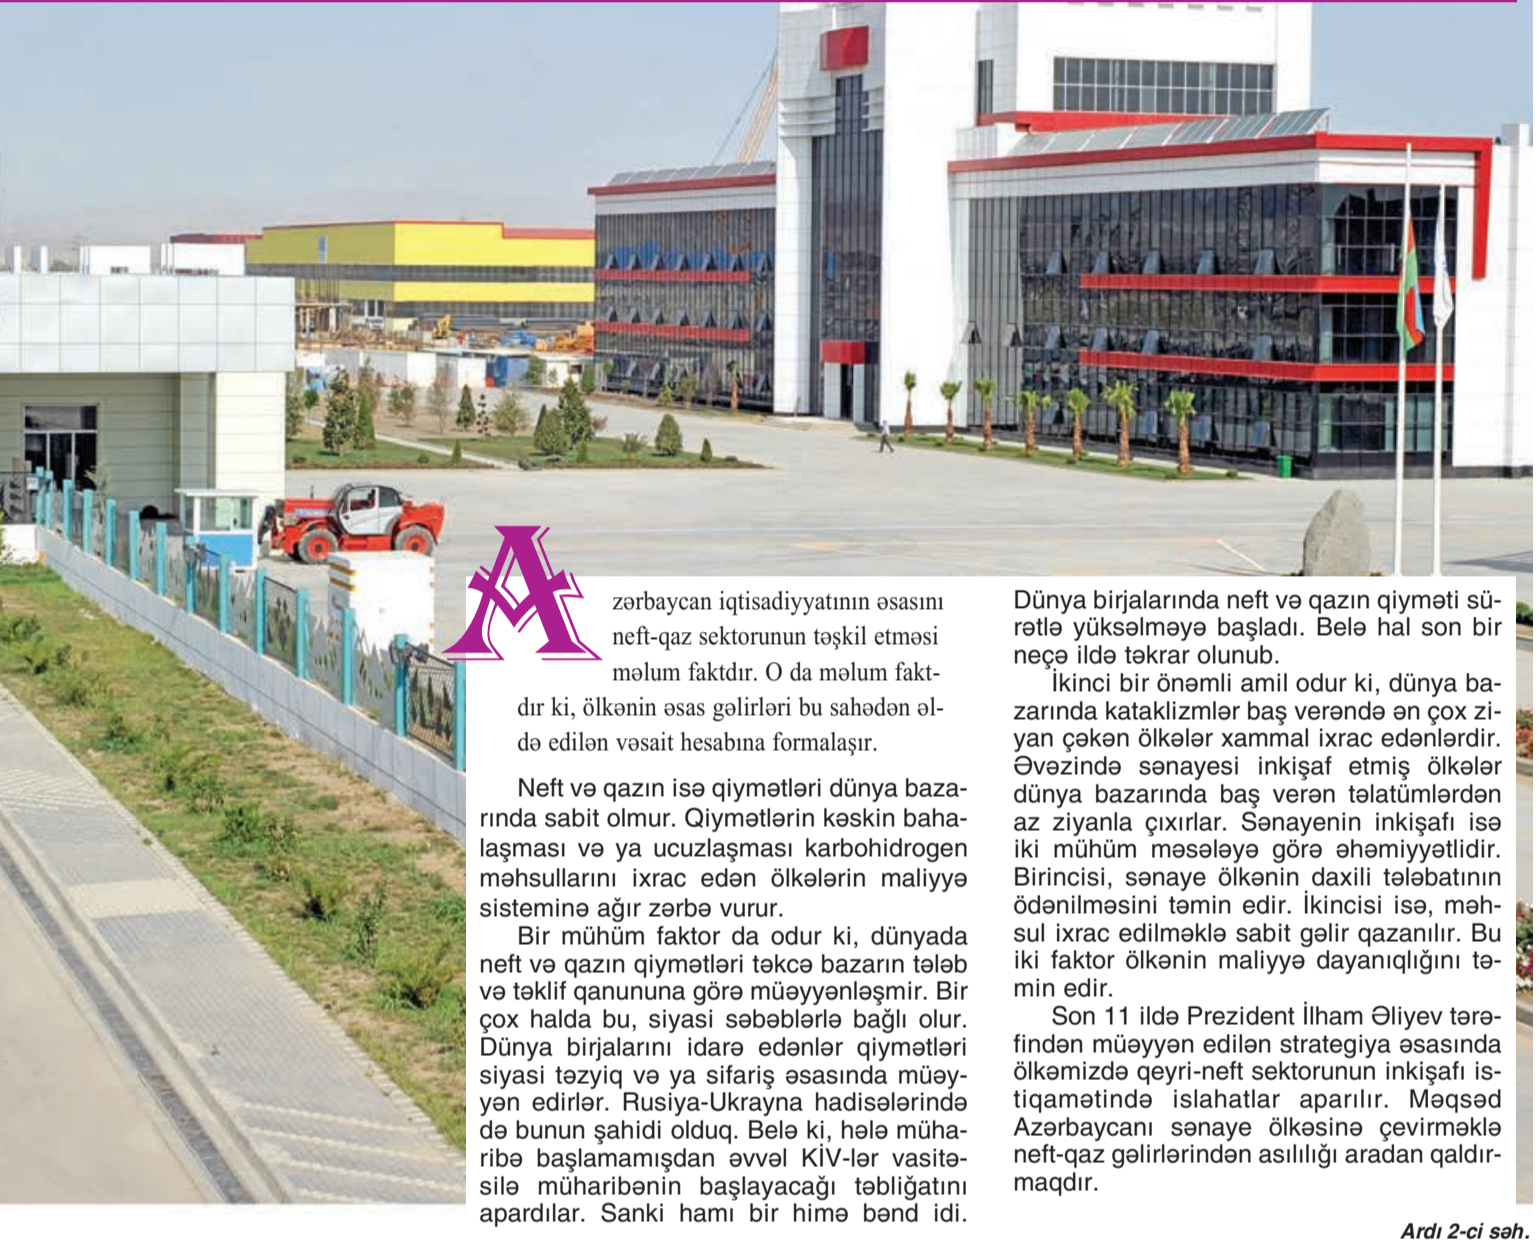 Azərbaycan iqtisadiyyatının əsasını
neft-qaz sektorunun təşkil etməsi
məlum faktdır. O da məlum fakt-
dır ki, ölkənin əsas gəlirləri bu sahədən əl-
də edilən vəsait hesabına formalaşır.
Neft və qazın isə qiymətləri dünya baza-
rında sabit olmur. Qiymətlərin kəskin baha-
laşması və ya ucuzlaşması karbohidrogen
məhsullarını ixrac edən ölkələrin maliyyə
sisteminə ağır zərbə vurur.
Bir mühüm faktor da odur ki, dünyada
neft və qazın qiymətləri təkcə bazarın tələb
və təklif qanununa görə müəyyənləşmir. Bir
çox halda bu, siyasi səbəblərlə bağlı olur.
Dünya birjalarını idarə edənlər qiymətləri
siyasi təzyiq və ya sifariş əsasında müəy-
yən edirlər. Rusiya-Ukrayna hadisələrində
də bunun şahidi olduq. Belə ki, hələ müha-
ribə başlamamışdan əvvəl KİV-lər vasitə-
silə müharibənin başlayacağı təbliğatını
apardılar. Sanki hamı bir himə bənd idi.
Dünya birjalarında neft və qazın qiyməti sü-
rətlə yüksəlməyə başladı. Belə hal son bir
neçə ildə təkrar olunub.
İkinci bir önəmli amil odur ki, dünya ba-
zarında kataklizmlər baş verəndə ən çox zi-
yan çəkən ölkələr xammal ixrac edənlərdir.
Əvəzində sənayesi inkişaf etmiş ölkələr
dünya bazarında baş verən təlatümlərdən
az ziyanla çıxırlar. Sənayenin inkişafı isə
iki mühüm məsələyə görə əhəmiyyətlidir.
Birincisi, sənaye ölkənin daxili tələbatının
ödənilməsini təmin edir. İkincisi isə, məh-
sul ixrac edilməklə sabit gəlir qazanılır. Bu
iki faktor ölkənin maliyyə dayanıqlığını tə-
min edir.
Son 11 ildə Prezident İlham Əliyev tərə-
findən müəyyən edilən strategiya əsasında
ölkəmizdə qeyri-neft sektorunun inkişafı is-
tiqamətində islahatlar aparılır. Məqsəd
Azərbaycanı sənaye ölkəsinə çevirməklə
neft-qaz gəlirlərindən asılılığı aradan qaldır-
maqdır.
Ardı 2-ci səh.